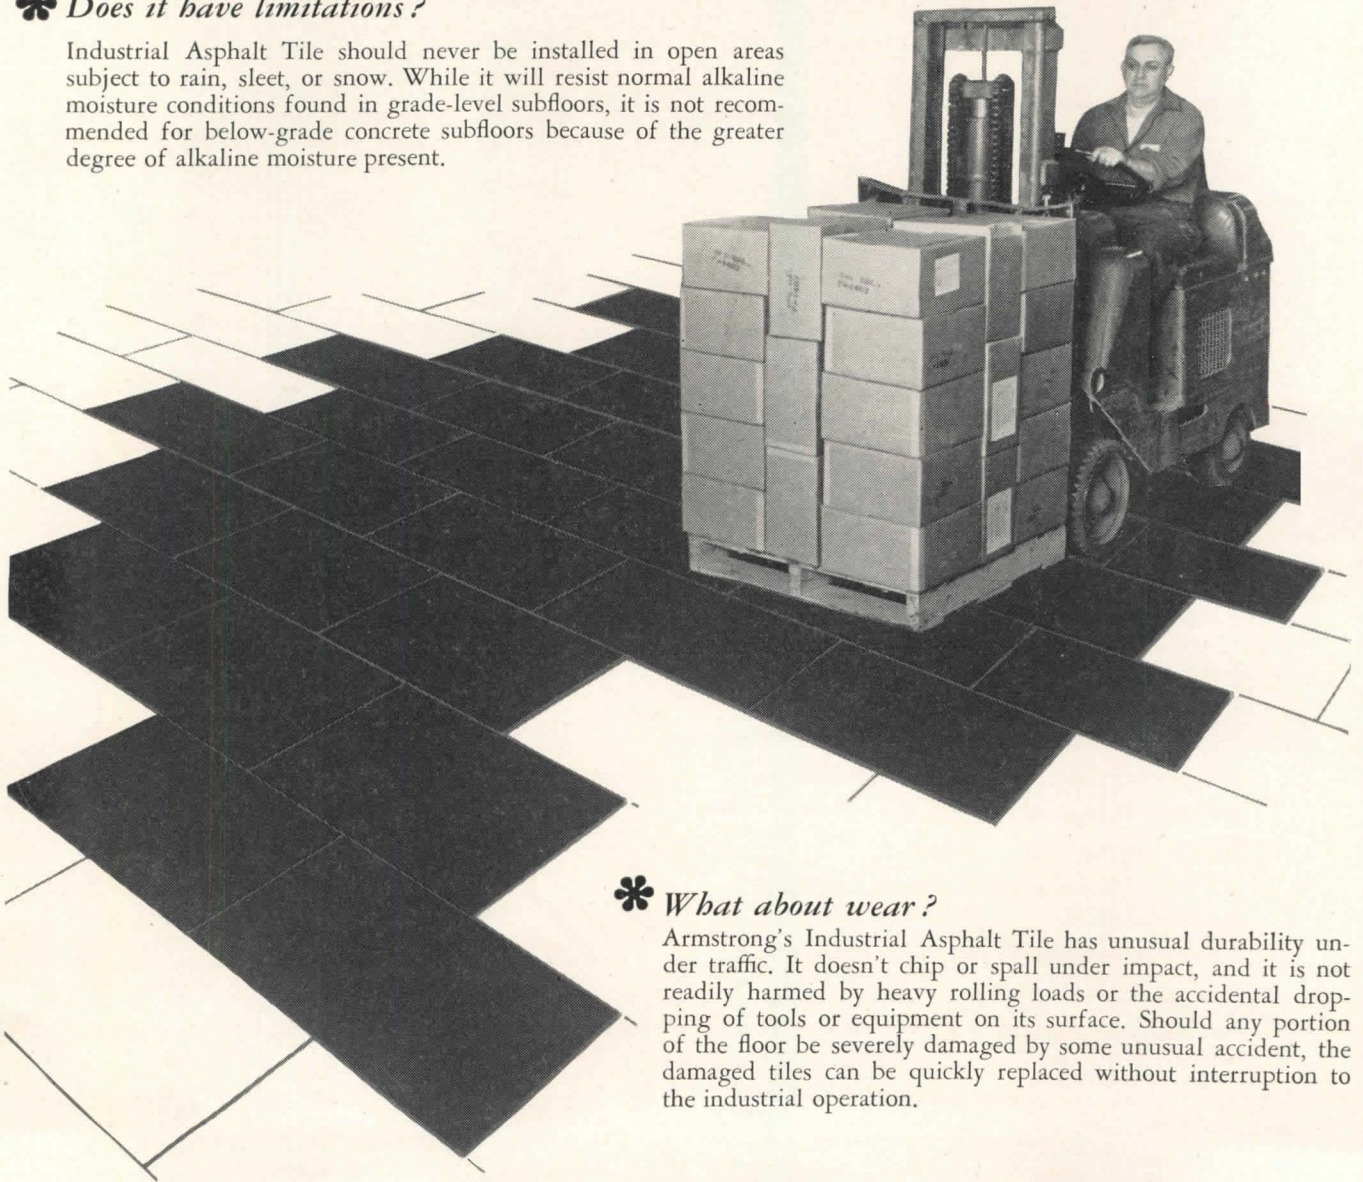 Does it have limitations?
Industrial Asphalt Tile should never be installed in open areas
subject to rain, sleet, or snow. While it will resist normal alkaline
moisture conditions found in grade-level subfloors, it is not recom-
mended for below-grade concrete subfloors because of the greater
degree of alkaline moisture present.
What about wear?
Armstrong's Industrial Asphalt Tile has unusual durability un-
der traffic. It doesn't chip or spall under impact, and it is not
readily harmed by heavy rolling loads or the accidental drop-
ping of tools or equipment on its surface. Should any portion
of the floor be severely damaged by some unusual accident, the
damaged tiles can be quickly replaced without interruption to
the industrial operation.